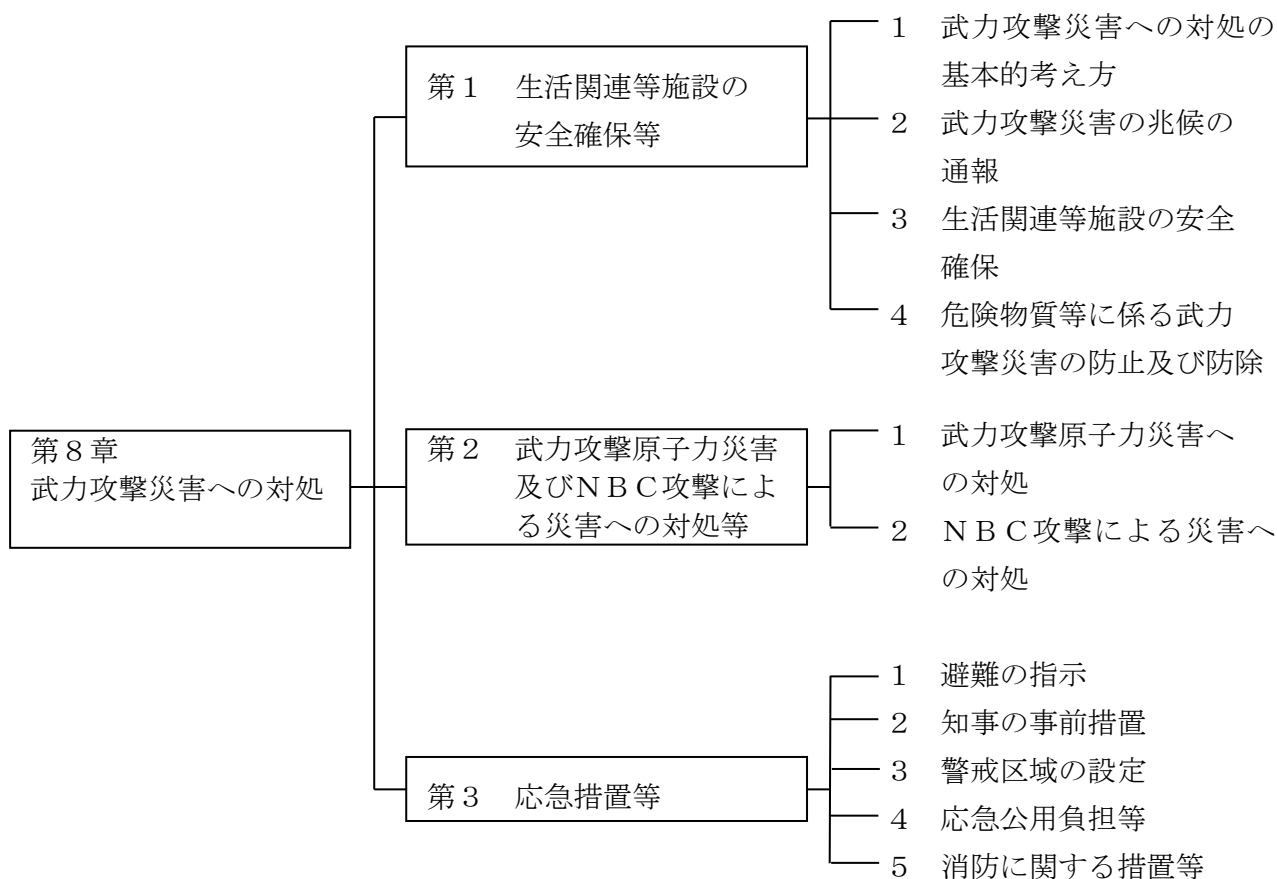 第８章
武力攻撃災害への対処
第１　生活関連等施設の
安全確保等
１　武力攻撃災害への対処の
基本的考え方
２　武力攻撃災害の兆候の
通報
３　生活関連等施設の安全
確保
４　危険物質等に係る武力
攻撃災害の防止及び防除
第２　武力攻撃原子力災害
及びＮＢＣ攻撃によ
る災害への対処等
１　武力攻撃原子力災害へ
の対処
２　ＮＢＣ攻撃による災害へ
の対処
第３　応急措置等
１　避難の指示
２　知事の事前措置
３　警戒区域の設定
４　応急公用負担等
５　消防に関する措置等